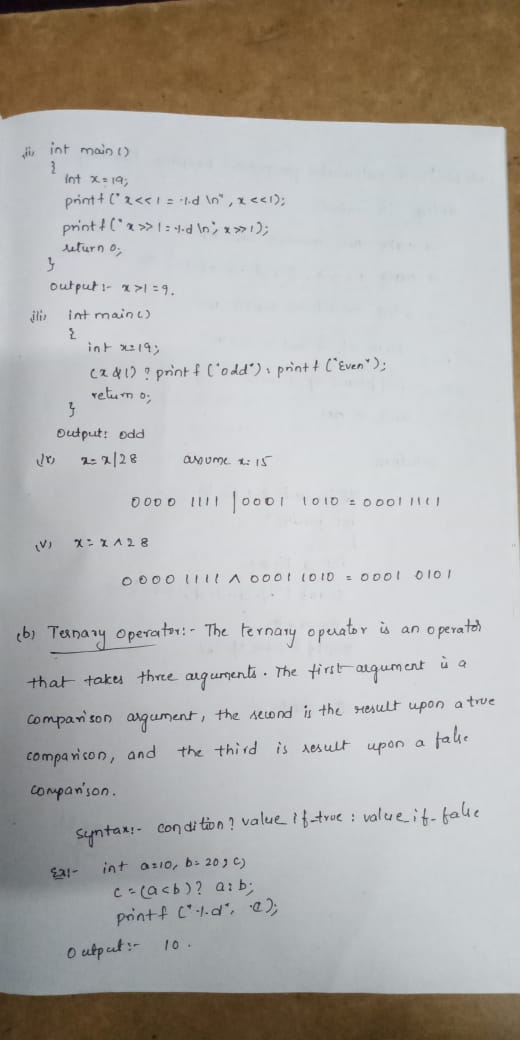 ii) int main()
{
int x=19;
printf("x<<1 = %d \n", x<<1);
printf("x>>1 = %d \n", x>>1);
return 0;
}
output :- x>1 = 9.
iii) int main()
{
int x=19;
(x &1) ? printf ("odd") : printf ("Even");
return 0;
}
Output: odd
iv) x= x|28 assume x=15
0000 1111 | 0001 1010 = 0001 1111
(v) x = x ^ 28
0000 1111 ^ 0001 1010 = 0001 0101
(b) Ternary operator:- The ternary operator is an operator
that takes three arguments. The first argument is a
comparison argument, the second is the result upon a true
comparison, and the third is result upon a false
comparison.
Syntax:- condition? value if-true : value if-false
Ex:- int a=10, b=20, c;
c = (a<b)? a:b;
printf ("%d", c);
Output:- 10.